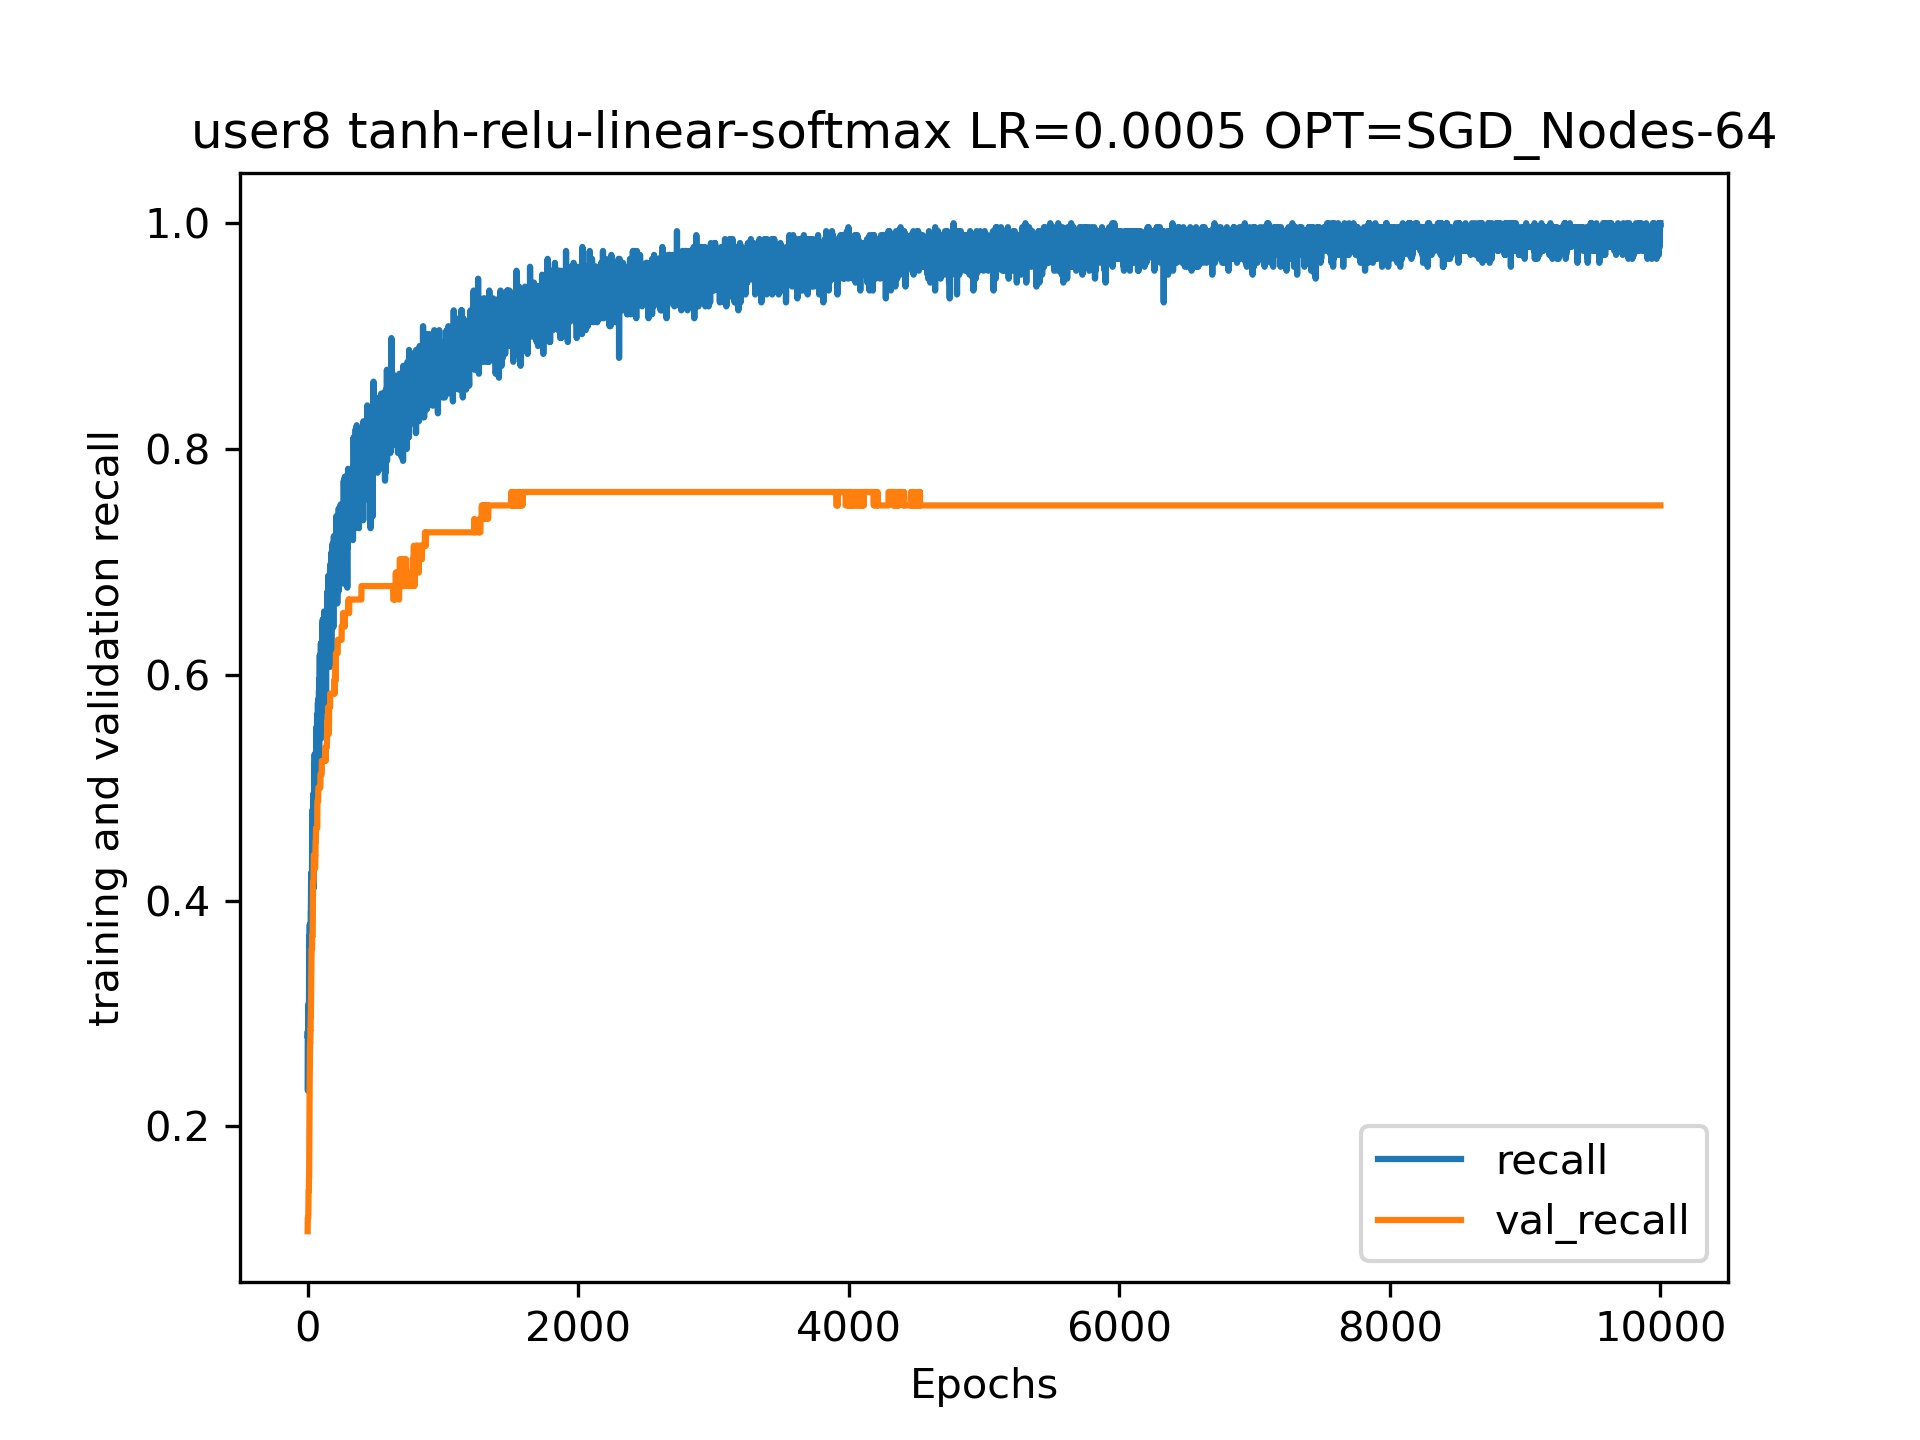 user8 tanh-relu-linear-softmax LR=0.0005 OPT=SGD_Nodes-64
training and validation recall
1.0
0.8
0.6
0.4
0.2
recall
val_recall
0 2000 4000 6000 8000 10000
Epochs